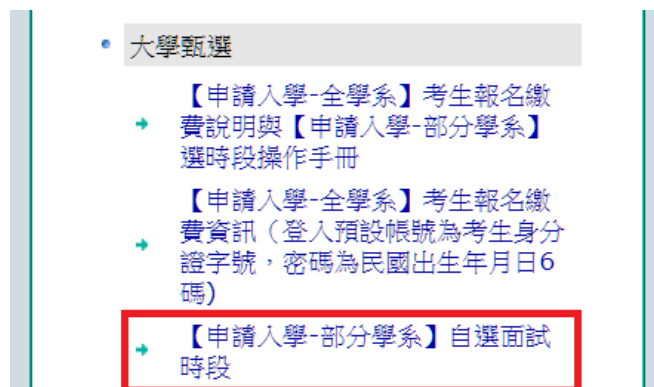 大學甄選
【申請入學-全學系】考生報名繳
費說明與【申請入學-部分學系】
選時段操作手冊
【申請入學-全學系】考生報名繳
費資訊（登入預設帳號為考生身分
證字號，密碼為民國出生年月日6
碼)
【申請入學-部分學系】自選面試
時段